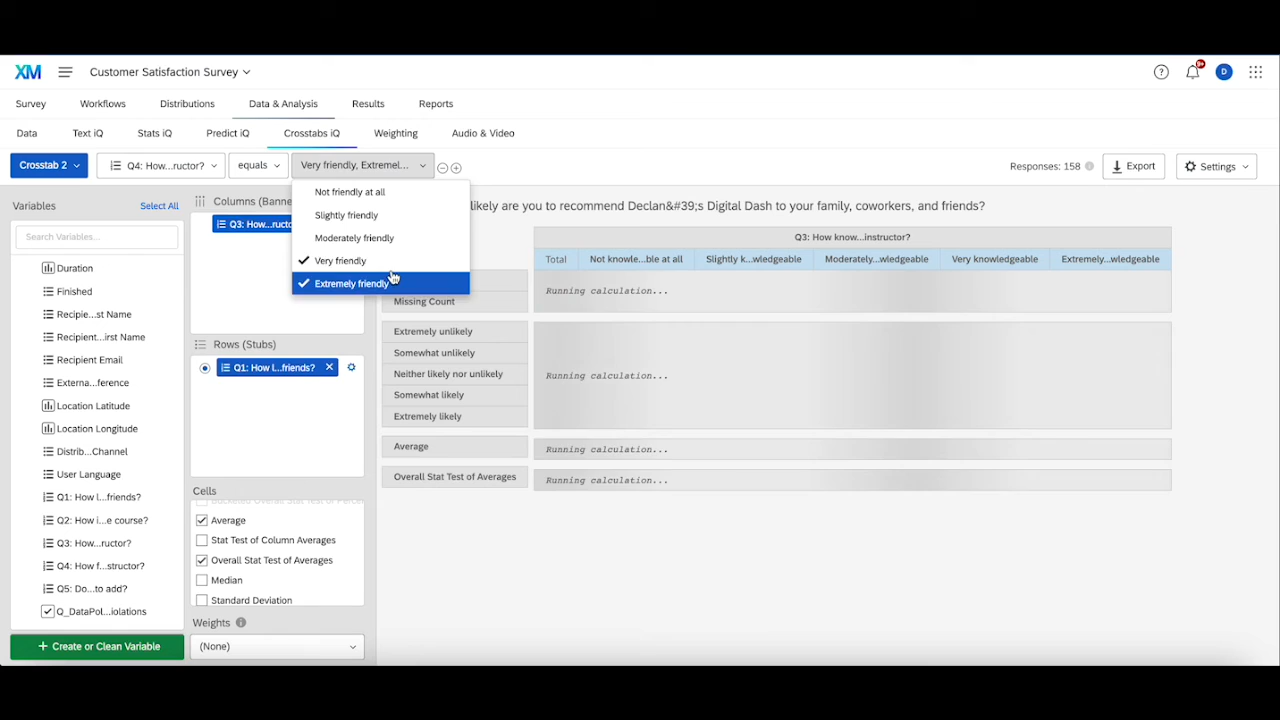 XM
Customer Satisfaction Survey
9+
D
Survey
Workflows
Distributions
Data & Analysis
Results
Reports
Data
Text iQ
Stats iQ
Predict iQ
Crosstabs iQ
Weighting
Audio & Video
Crosstab 2
Q4: How...ructor?
equals
Very friendly, Extremel...
Responses: 158
Export
Settings
Variables
Select All
Search Variables...
Duration
Finished
Recipie...st Name
Recipient...irst Name
Recipient Email
Externa...ference
Location Latitude
Location Longitude
Distrib...Channel
User Language
Q1: How l...friends?
Q2: How i...e course?
Q3: How...ructor?
Q4: How f...structor?
Q5: Do...to add?
Q_DataPol...iolations
+ Create or Clean Variable
Columns (Banne
Q3: How...ructo
Not friendly at all
Slightly friendly
Moderately friendly
Very friendly
Extremely friendly
Rows (Stubs)
Q1: How l...friends?
Cells
Average
Stat Test of Column Averages
Overall Stat Test of Averages
Median
Standard Deviation
Weights
(None)
likely are you to recommend Declan&#39;s Digital Dash to your family, coworkers, and friends?
Q3: How know...instructor?
Total
Not knowle...ble at all
Slightly k...wledgeable
Moderately...wledgeable
Very knowledgeable
Extremely...wledgeable
Running calculation...
Missing Count
Extremely unlikely
Somewhat unlikely
Neither likely nor unlikely
Somewhat likely
Extremely likely
Running calculation...
Average
Running calculation...
Overall Stat Test of Averages
Running calculation...